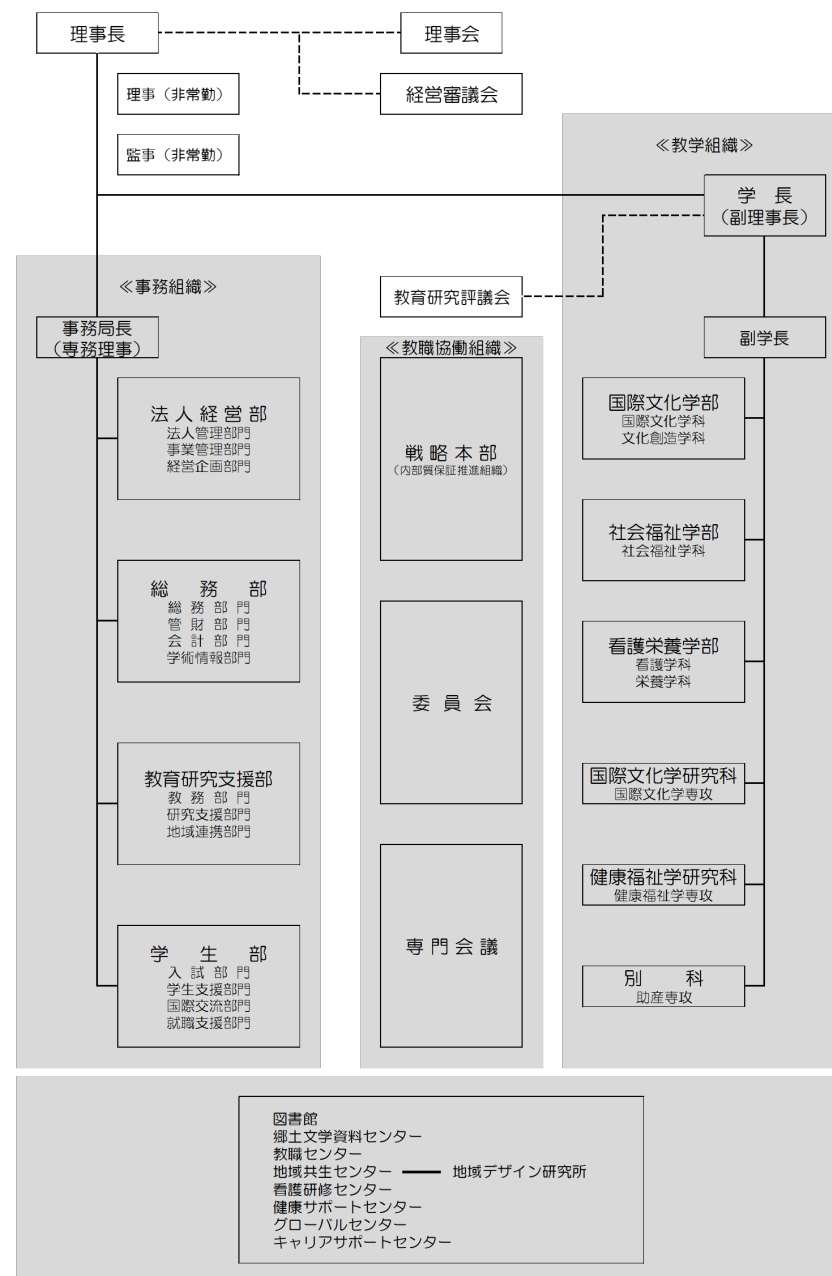 理事長
理事会
理事（非常勤）
経営審議会
監事（非常勤）
≪教学組織≫
学　長
（副理事長）
≪事務組織≫
教育研究評議会
事務局長
（専務理事）
≪教職協働組織≫
副学長
法人経営部
法人管理部門
事業管理部門
経営企画部門
総　務　部
総務部門
管財部門
会計部門
学術情報部門
教育研究支援部
教務部門
研究支援部門
地域連携部門
学　生　部
入試部門
学生支援部門
国際交流部門
就職支援部門
戦略本部
（内部質保証推進組織）
委員会
専門会議
国際文化学部
国際文化学科
文化創造学科
社会福祉学部
社会福祉学科
看護栄養学部
看護学科
栄養学科
国際文化学研究科
国際文化学専攻
健康福祉学研究科
健康福祉学専攻
別　科
助産専攻
図書館
郷土文学資料センター
教職センター
地域共生センター　地域デザイン研究所
看護研修センター
健康サポートセンター
グローバルセンター
キャリアサポートセンター